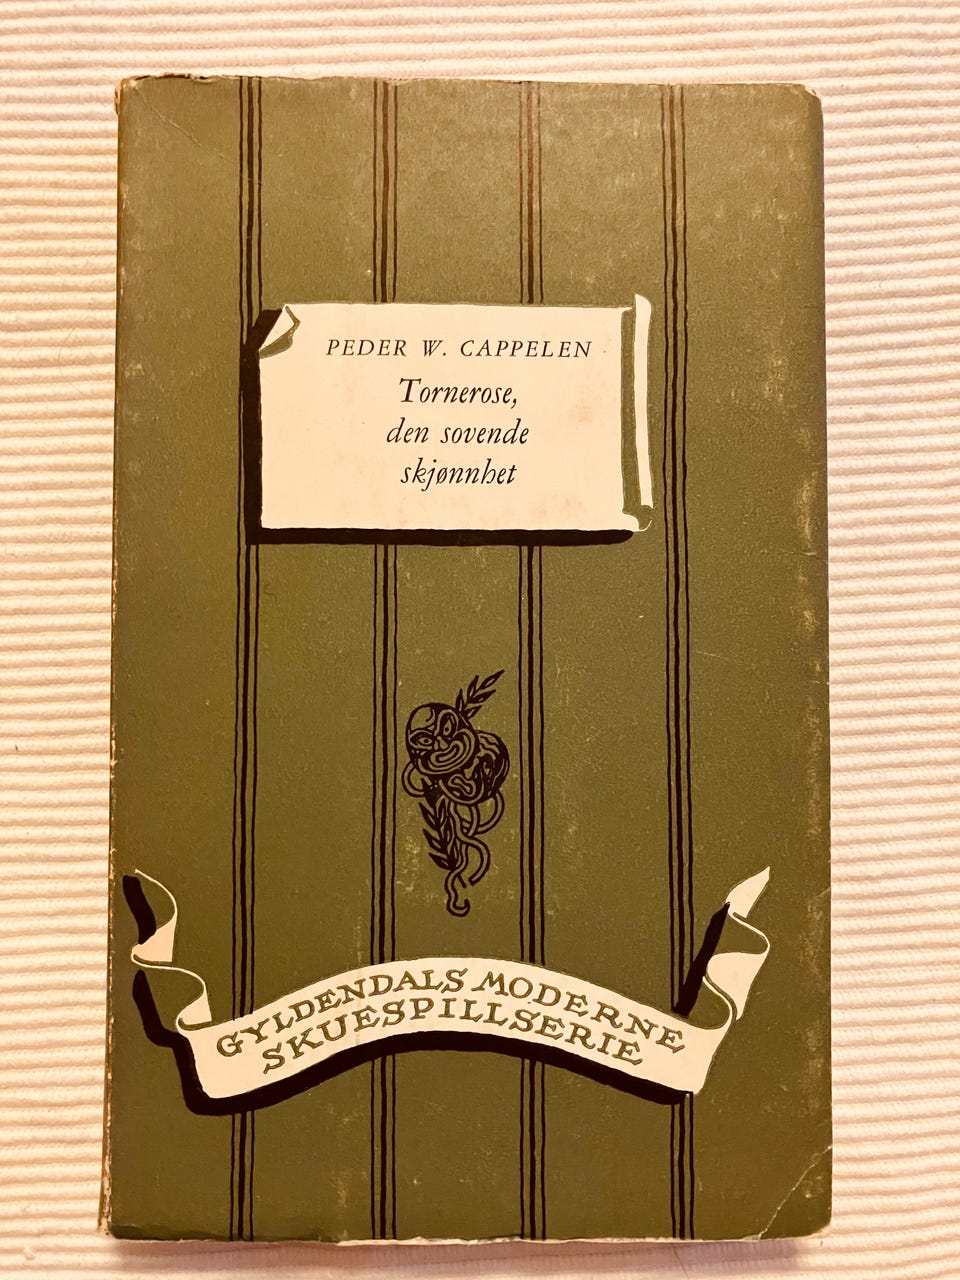 PEDER W. CAPPELEN
Tornerose,
den sovende
skjønnhet
GYLDENDALS MODERNE
SKUESPILLSERIE